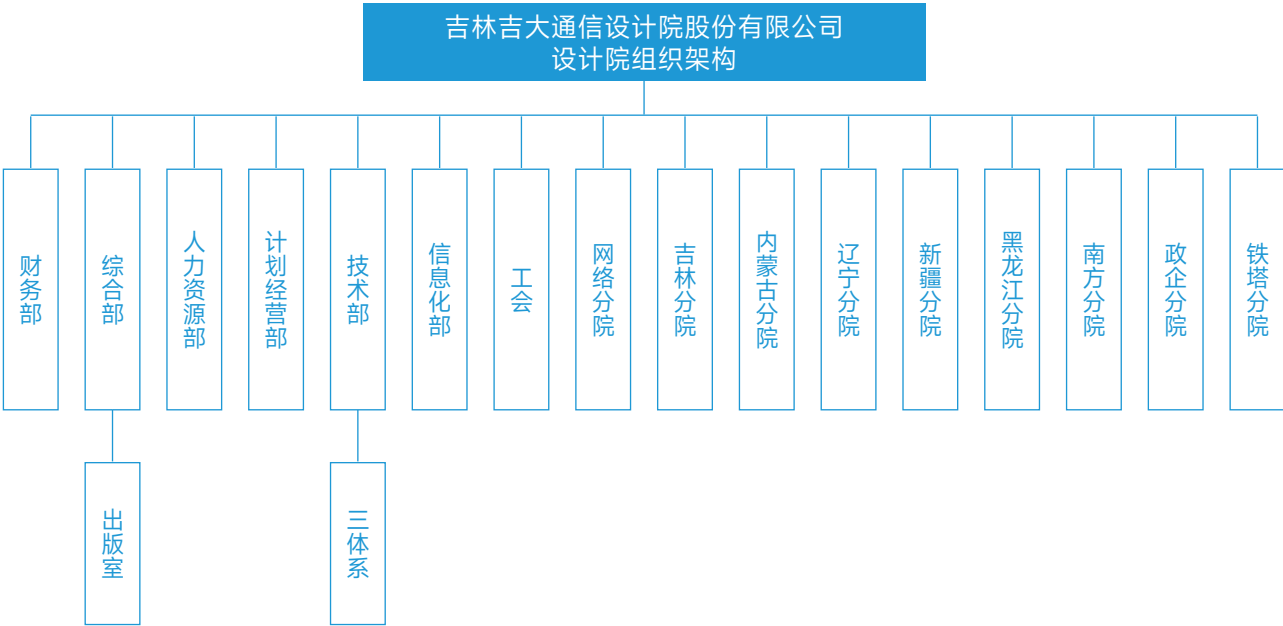 吉林吉大通信设计院股份有限公司
设计院组织架构
财务部
综合部
人力资源部
计划经营部
技术部
信息化部
工会
网络分院
吉林分院
内蒙古分院
辽宁分院
新疆分院
黑龙江分院
南方分院
政企分院
铁塔分院
出版室
三体系